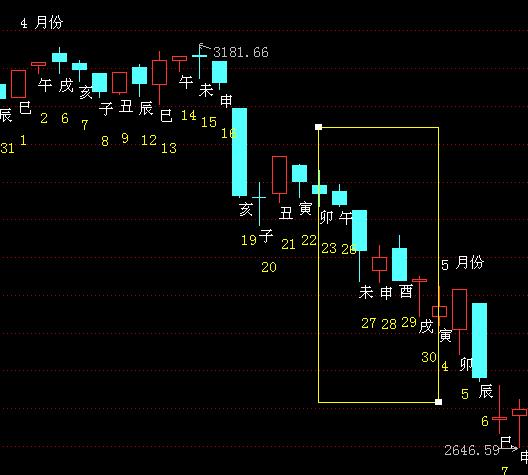 4 月份
3181.66
辰 巳 午 戌 亥 子 丑 辰 巳 午 未 申
31 1 2 6 7 8 9 12 13 14 15 16
亥 子 丑 寅 卯 午
19 20 21 22 23 26
5 月份
未 申 酉 戌 寅 卯 辰 巳 申
27 28 29 30 4 5 6 7
2646.59